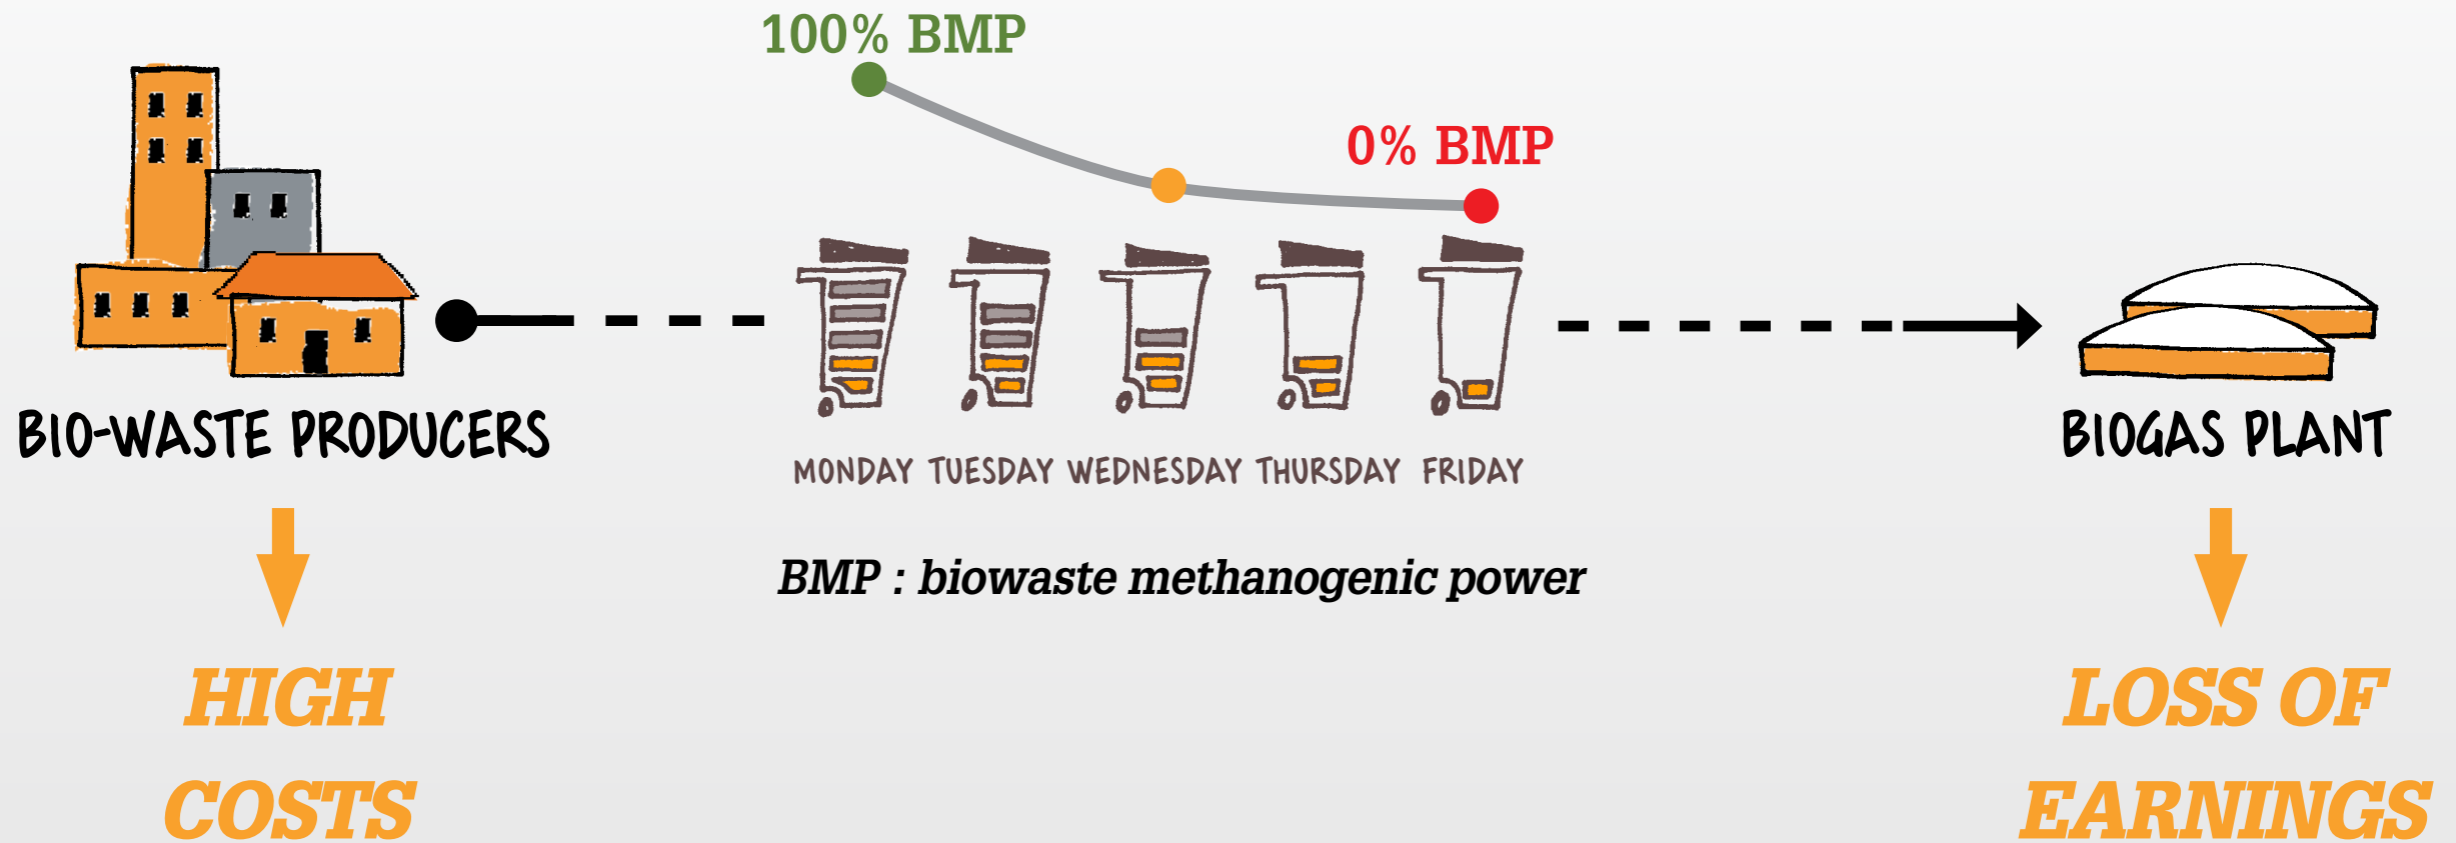 100% BMP
0% BMP
BIO-WASTE PRODUCERS
BIOGAS PLANT
MONDAY TUESDAY WEDNESDAY THURSDAY FRIDAY
BMP : biowaste methanogenic power
HIGH
COSTS
LOSS OF
EARNINGS